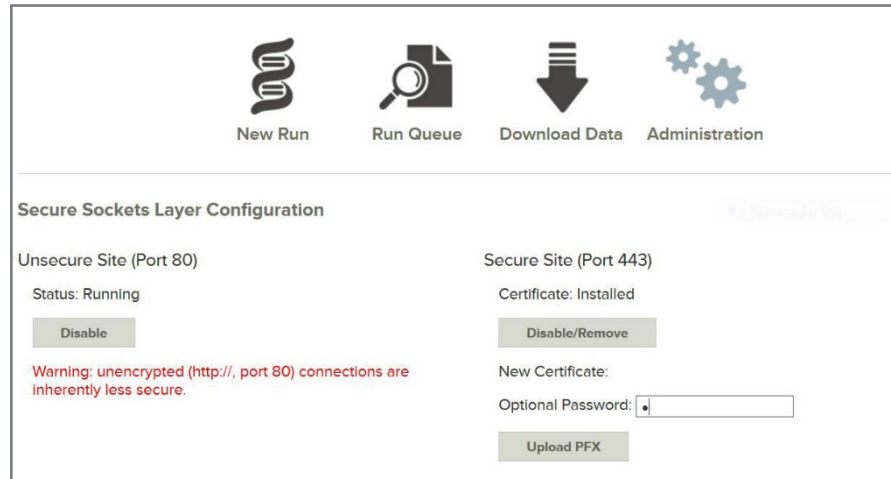 New Run
Run Queue
Download Data
Administration
Secure Sockets Layer Configuration
Unsecure Site (Port 80)
Status: Running
Disable
Warning: unencrypted (http://, port 80) connections are
inherently less secure.
Secure Site (Port 443)
Certificate: Installed
Disable/Remove
New Certificate:
Optional Password:
Upload PFX